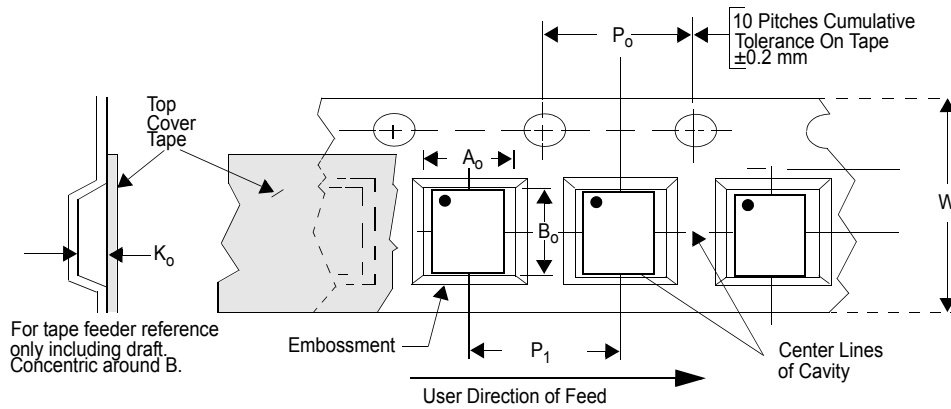 10 Pitches Cumulative
Tolerance On Tape
±0.2 mm
Po
Top
Cover
Tape
Ao
W
Bo
Ko
For tape feeder reference
only including draft.
Concentric around B.
Embossment
P1
Center Lines
of Cavity
User Direction of Feed